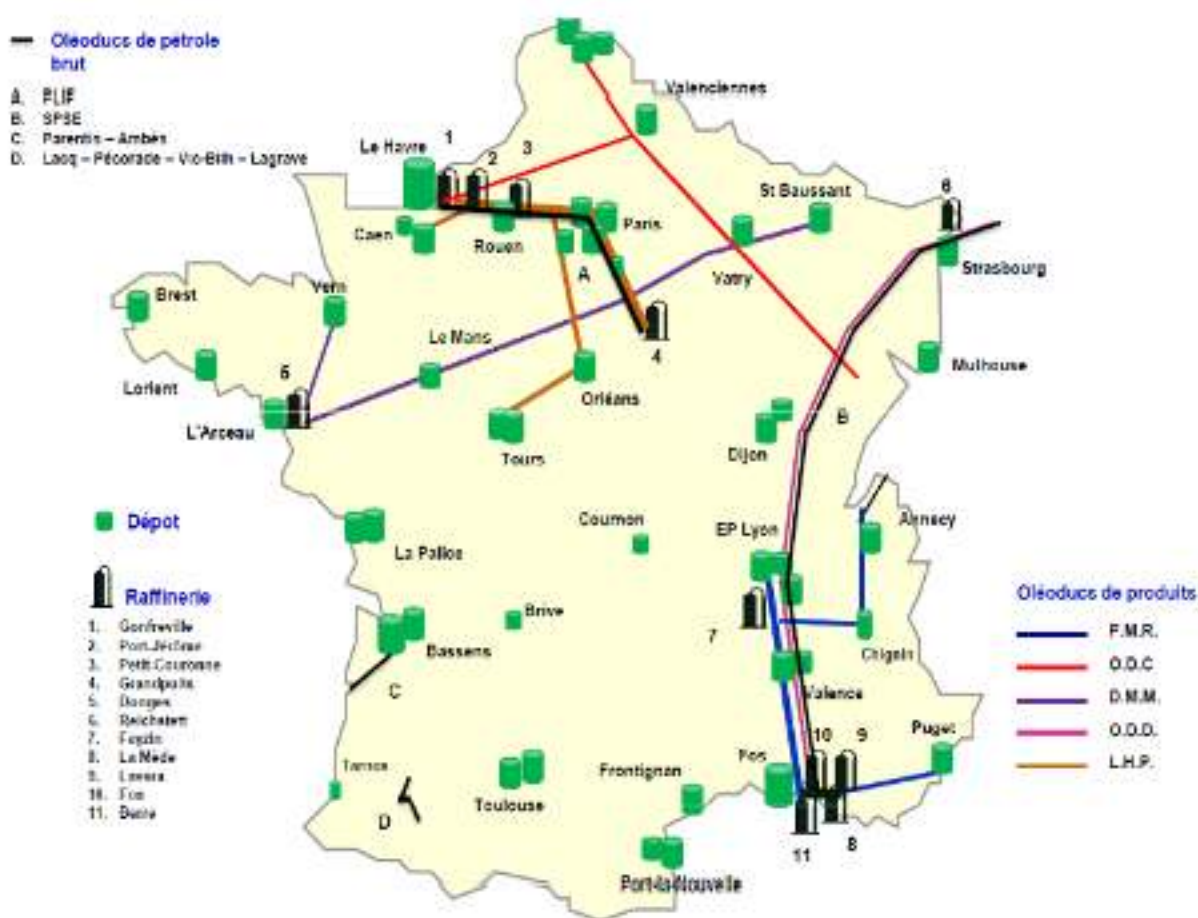 Oléoducs de pétrole
brut
A. PLIF
B. SPSE
C. Parentis – Ambès
D. Lacq – Pécorade – Vic-Bilh – Lagrave
Valenciennes
Le Havre
1
2
3
6
St Baussant
Caen
Rouen
Paris
A
Vatry
Strasbourg
Brest
Vern
Le Mans
4
Mulhouse
Lorient
5
Orléans
L'Arceau
Tours
Dijon
B
Dépôt
Cournon
EP Lyon
Annecy
La Pallice
Raffinerie
1. Gonfreville
2. Port-Jérôme
3. Petit-Couronne
4. Grandpuits
5. Donges
6. Reichstett
7. Feyzin
8. La Mède
9. Lavera
10. Fos
11. Berre
Brive
7
Bassens
Chignin
C
Valence
Oléoducs de produits
P.M.R.
O.D.C
D.M.M.
O.D.D.
L.H.P.
10
9
Puget
Tarnos
Toulouse
Frontignan
Fos
D
11
8
Port-la-Nouvelle